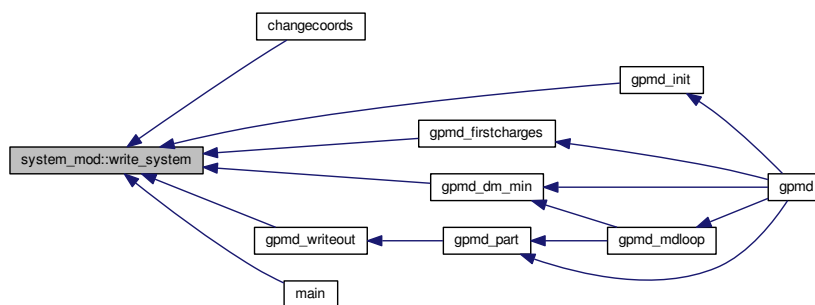 changecoords
gpmd_init
gpmd_firstcharges
system_mod::write_system
gpmd_dm_min
gpmd
gpmd_writeout
gpmd_part
gpmd_mdloop
main